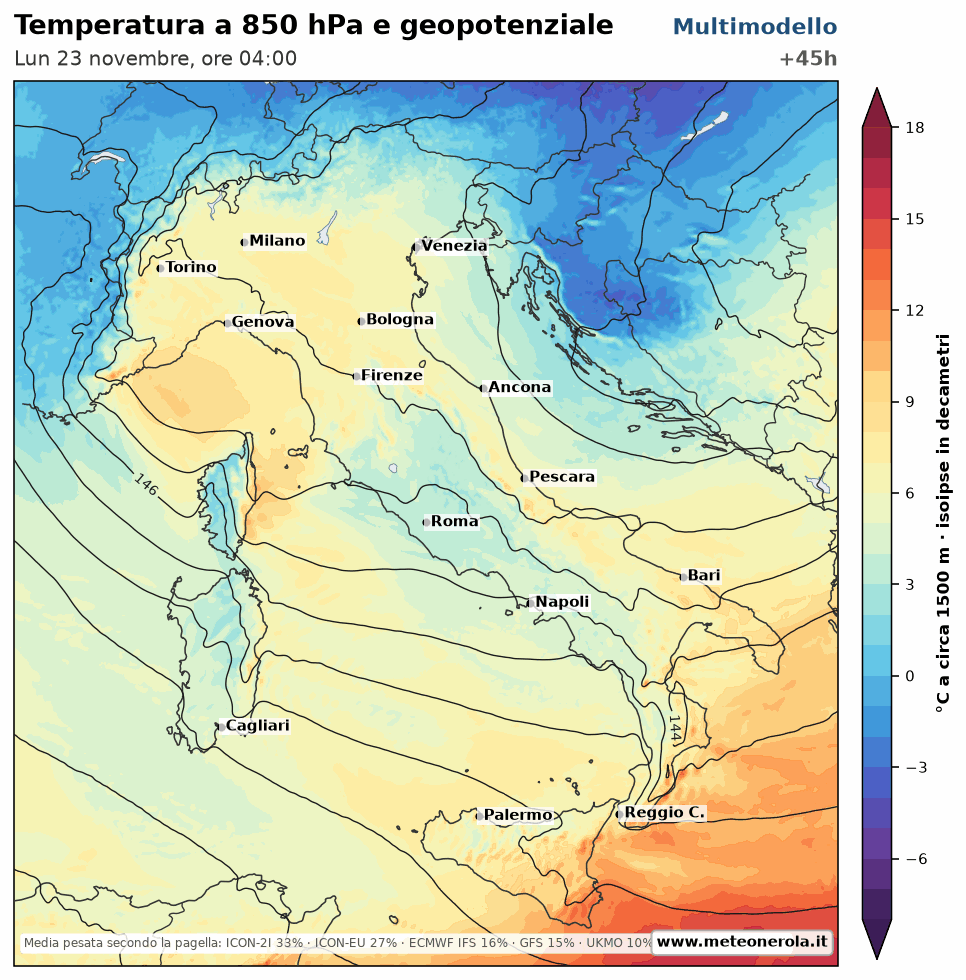 Temperatura a 850 hPa e geopotenziale
Multimodello
Lun 23 novembre, ore 04:00
+45h
Milano
Venezia
Torino
Genova
Bologna
Firenze
Ancona
146
Pescara
Roma
Bari
Napoli
Cagliari
144
Palermo
Reggio C.
18
15
12
9
6
3
0
−3
−6
°C a circa 1500 m · isoipse in decametri
Media pesata secondo la pagella: ICON-2I 33% · ICON-EU 27% · ECMWF IFS 16% · GFS 15% · UKMO 10%
www.meteonerola.it